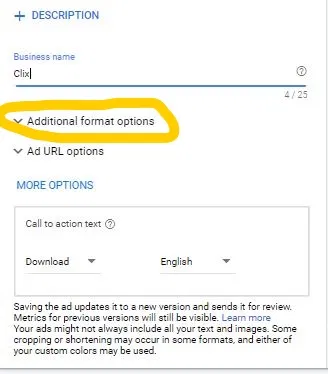 + DESCRIPTION
Business name
Clix
4 / 25
Additional format options
Ad URL options
MORE OPTIONS
Call to action text
Download English
Saving the ad updates it to a new version and sends it for review.
Metrics for previous versions will still be visible. Learn more
Your ads might not always include all your text and images. Some
cropping or shortening may occur in some formats, and either of
your custom colors may be used.